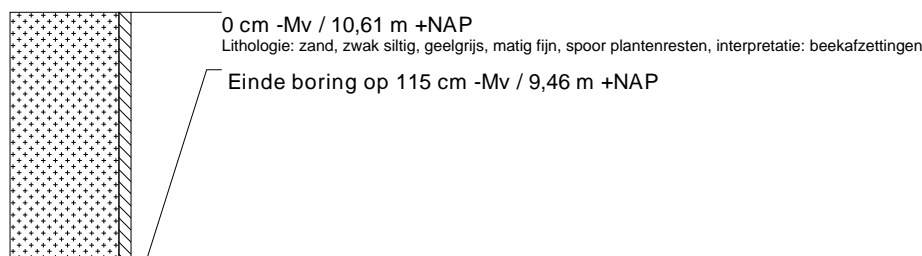 0 cm -Mv / 10,61 m +NAP
Lithologie: zand, zwak siltig, geelgrijs, matig fijn, spoor plantenresten, interpretatie: beekafzettingen
Einde boring op 115 cm -Mv / 9,46 m +NAP